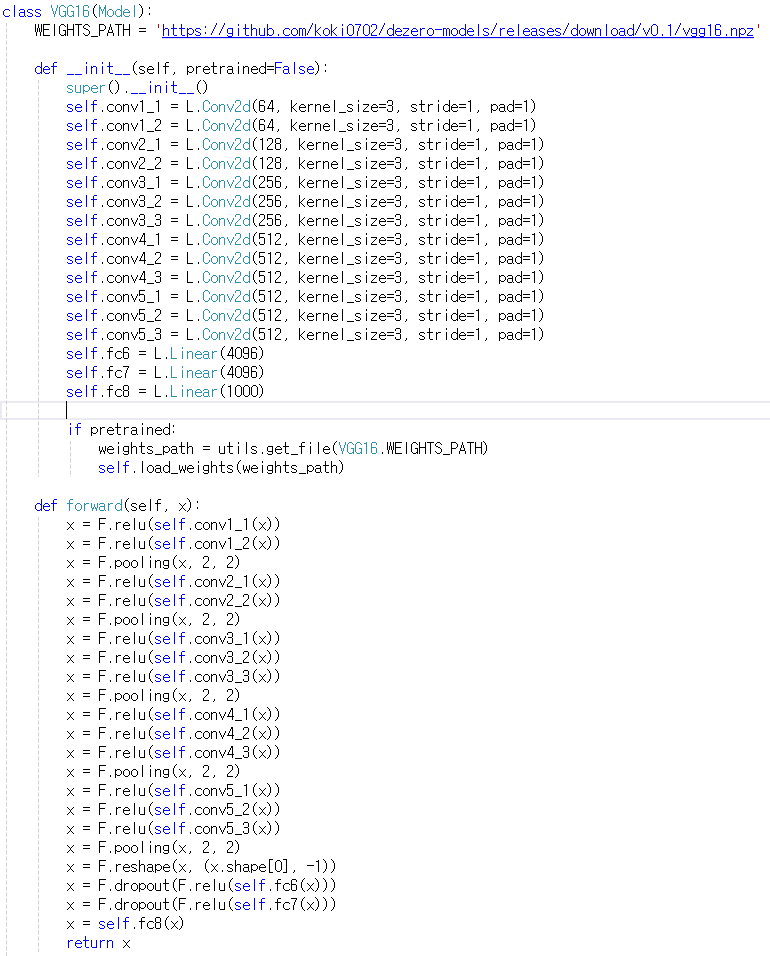 class VGG16(Model):
    WEIGHTS_PATH = 'https://github.com/koki0702/dezero-models/releases/download/v0.1/vgg16.npz'

    def __init__(self, pretrained=False):
        super().__init__()
        self.conv1_1 = L.Conv2d(64, kernel_size=3, stride=1, pad=1)
        self.conv1_2 = L.Conv2d(64, kernel_size=3, stride=1, pad=1)
        self.conv2_1 = L.Conv2d(128, kernel_size=3, stride=1, pad=1)
        self.conv2_2 = L.Conv2d(128, kernel_size=3, stride=1, pad=1)
        self.conv3_1 = L.Conv2d(256, kernel_size=3, stride=1, pad=1)
        self.conv3_2 = L.Conv2d(256, kernel_size=3, stride=1, pad=1)
        self.conv3_3 = L.Conv2d(256, kernel_size=3, stride=1, pad=1)
        self.conv4_1 = L.Conv2d(512, kernel_size=3, stride=1, pad=1)
        self.conv4_2 = L.Conv2d(512, kernel_size=3, stride=1, pad=1)
        self.conv4_3 = L.Conv2d(512, kernel_size=3, stride=1, pad=1)
        self.conv5_1 = L.Conv2d(512, kernel_size=3, stride=1, pad=1)
        self.conv5_2 = L.Conv2d(512, kernel_size=3, stride=1, pad=1)
        self.conv5_3 = L.Conv2d(512, kernel_size=3, stride=1, pad=1)
        self.fc6 = L.Linear(4096)
        self.fc7 = L.Linear(4096)
        self.fc8 = L.Linear(1000)

        if pretrained:
            weights_path = utils.get_file(VGG16.WEIGHTS_PATH)
            self.load_weights(weights_path)

    def forward(self, x):
        x = F.relu(self.conv1_1(x))
        x = F.relu(self.conv1_2(x))
        x = F.pooling(x, 2, 2)
        x = F.relu(self.conv2_1(x))
        x = F.relu(self.conv2_2(x))
        x = F.pooling(x, 2, 2)
        x = F.relu(self.conv3_1(x))
        x = F.relu(self.conv3_2(x))
        x = F.relu(self.conv3_3(x))
        x = F.pooling(x, 2, 2)
        x = F.relu(self.conv4_1(x))
        x = F.relu(self.conv4_2(x))
        x = F.relu(self.conv4_3(x))
        x = F.pooling(x, 2, 2)
        x = F.relu(self.conv5_1(x))
        x = F.relu(self.conv5_2(x))
        x = F.relu(self.conv5_3(x))
        x = F.pooling(x, 2, 2)
        x = F.reshape(x, (x.shape[0], -1))
        x = F.dropout(F.relu(self.fc6(x)))
        x = F.dropout(F.relu(self.fc7(x)))
        x = self.fc8(x)
        return x